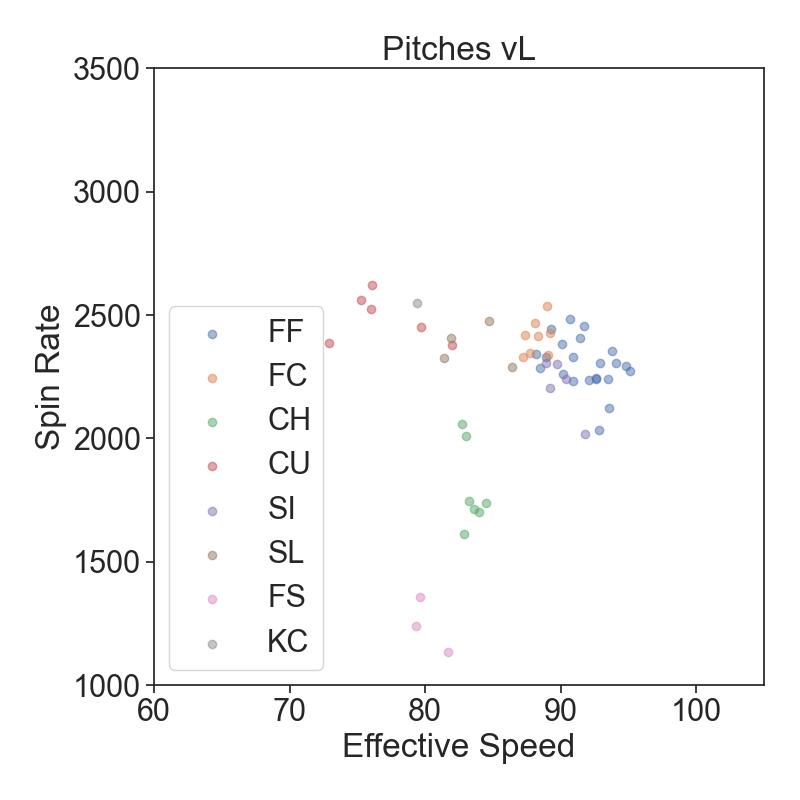 Pitches vL
3500
3000
2500
2000
1500
1000
Spin Rate
FF
FC
CH
CU
SI
SL
FS
KC
60 70 80 90 100
Effective Speed